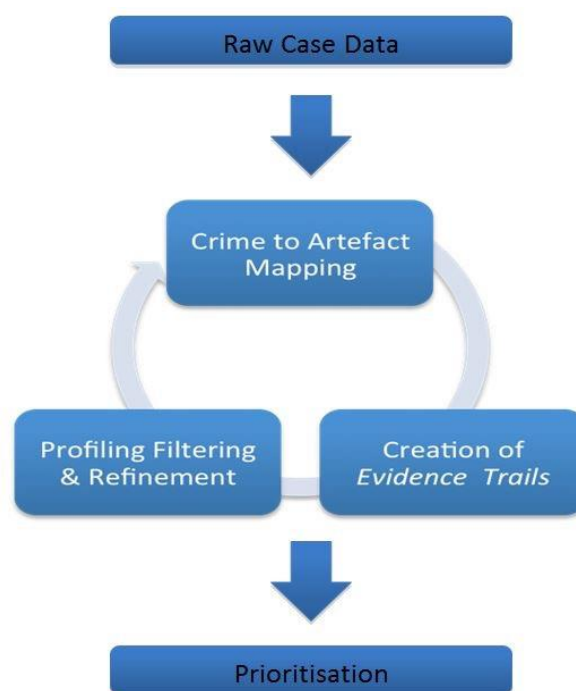 Raw Case Data
Crime to Artefact
Mapping
Profiling Filtering
& Refinement
Creation of
Evidence Trails
Prioritisation